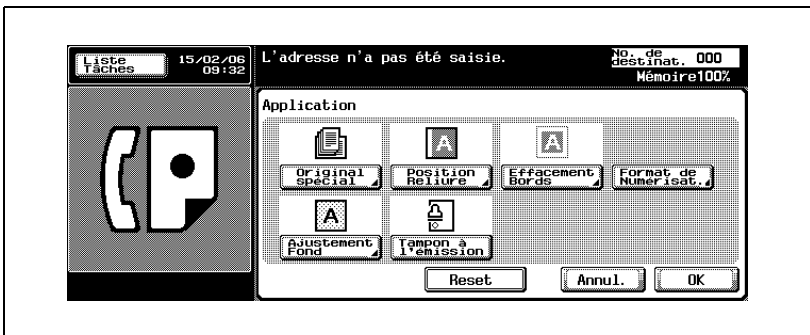 Liste
Tâches
15/02/06
09:32
L'adresse n'a pas été saisie.
No. de
destinat. 000
Mémoire100%
Application
Original
spécial
Position
Reliure
Effacement
Bords
Format de
Numérisat.
Ajustement
Fond
Tampon à
l'émission
Reset
Annul.
OK